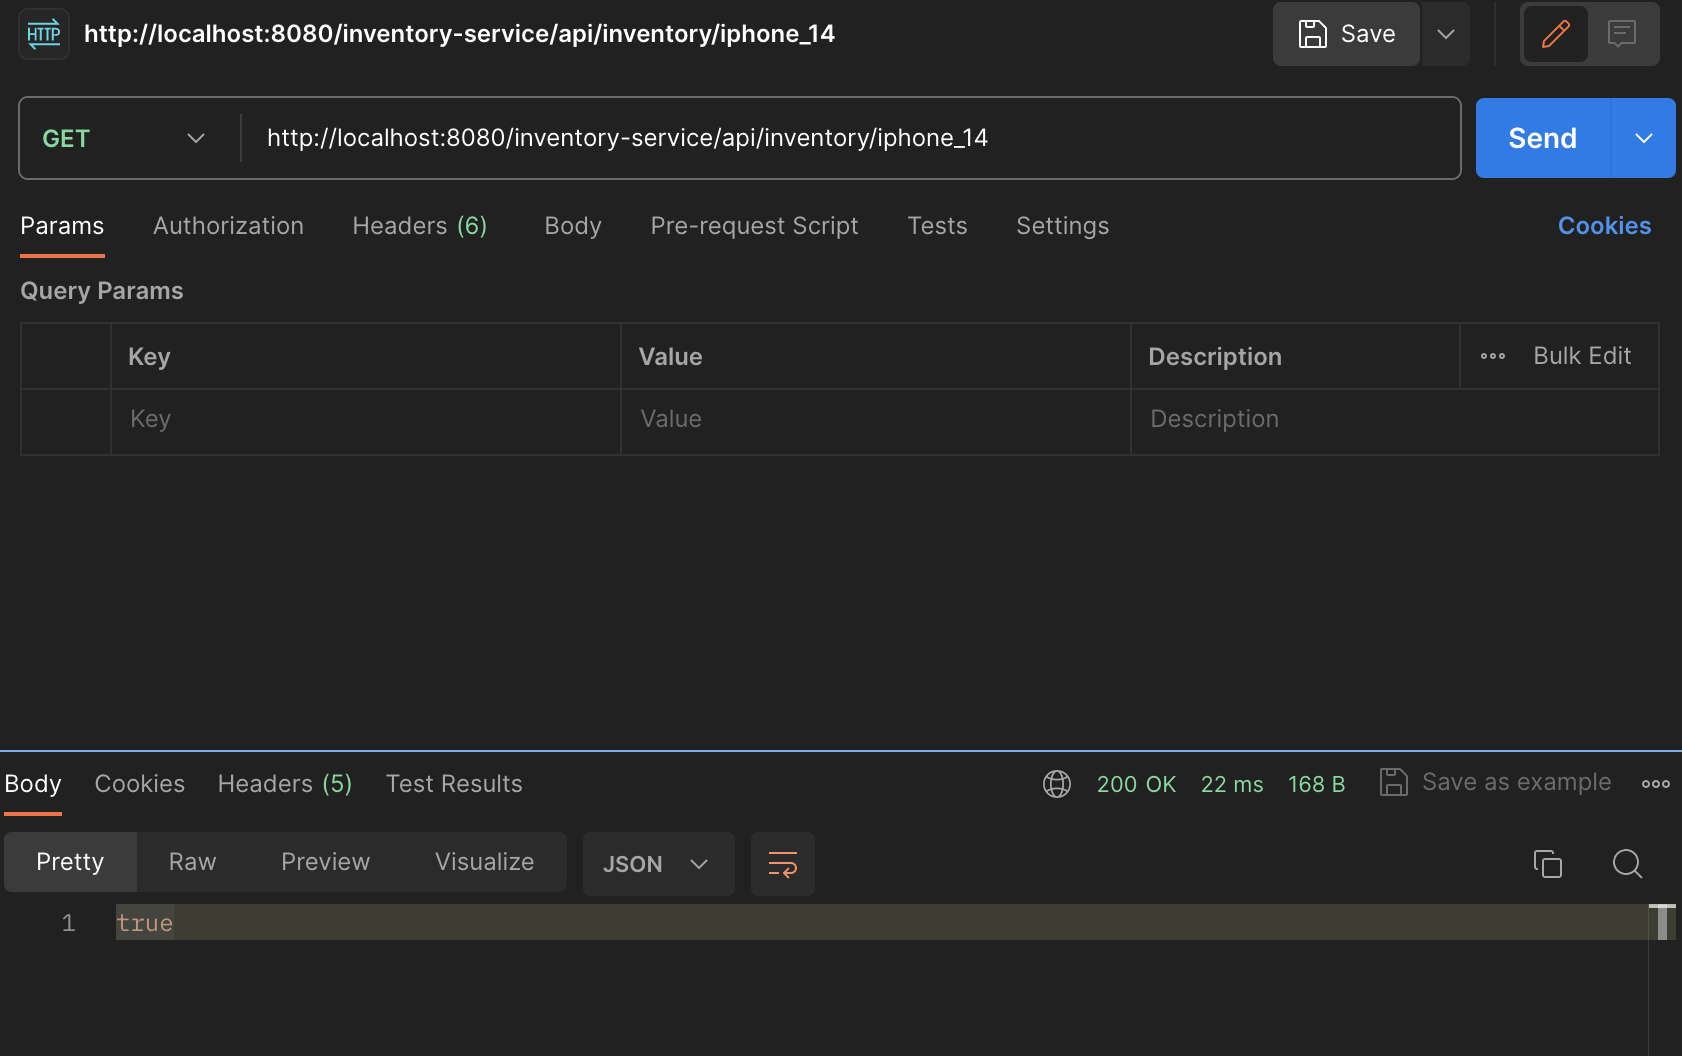 HTTP http://localhost:8080/inventory-service/api/inventory/iphone_14 Save
GET http://localhost:8080/inventory-service/api/inventory/iphone_14 Send
Params Authorization Headers (6) Body Pre-request Script Tests Settings Cookies
Query Params
Key Value Description Bulk Edit
Key Value Description
Body Cookies Headers (5) Test Results 200 OK 22 ms 168 B Save as example
Pretty Raw Preview Visualize JSON
1 true